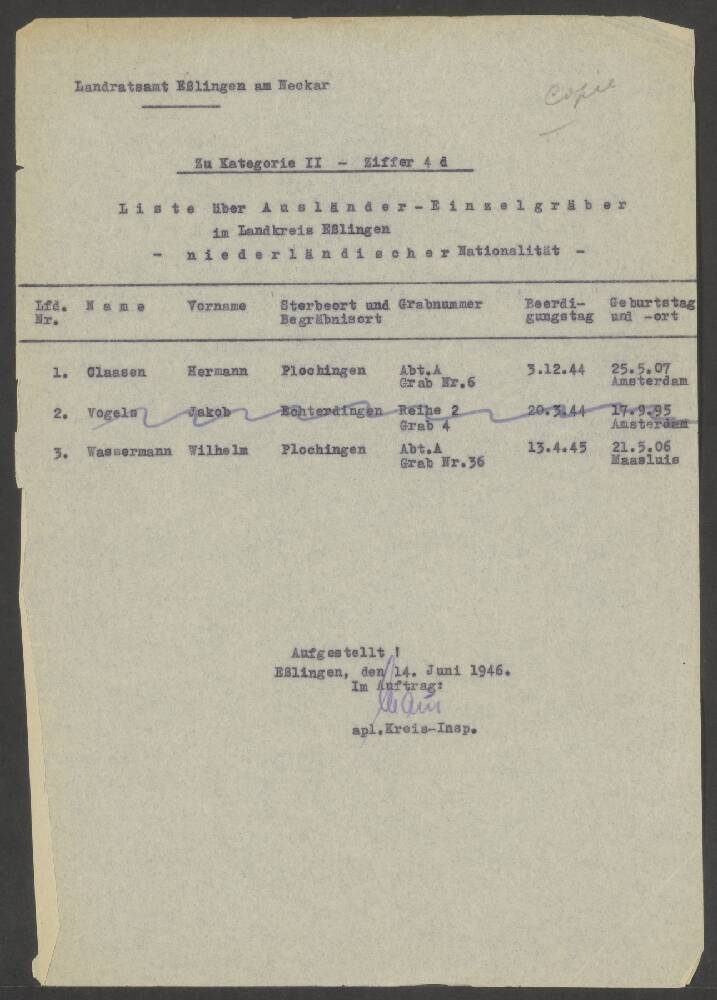 Landratsamt Eßlingen am Neckar
Copie
Zu Kategorie II - Ziffer 4 d
Liste über Ausländer-Einzelgräber
im Landkreis Eßlingen
- niederländischer Nationalität -
Lfd. Name Vorname Sterbeort und Grabnummer Beerdi- Geburtstag
Nr. Begräbnisort gungstag und -ort
1. Claasen Hermann Plochingen Abt.A 3.12.44 25.5.07
Grab Nr.6 Amsterdam
2. Vogels Jakob Echterdingen Reihe 2 20.3.44 17.9.95
Grab 4 Amsterdam
3. Wassermann Wilhelm Plochingen Abt.A 13.4.45 21.5.06
Grab Nr.36 Maasluis
Aufgestellt !
Eßlingen, den 14. Juni 1946.
Im Auftrag:
apl.Kreis-Insp.